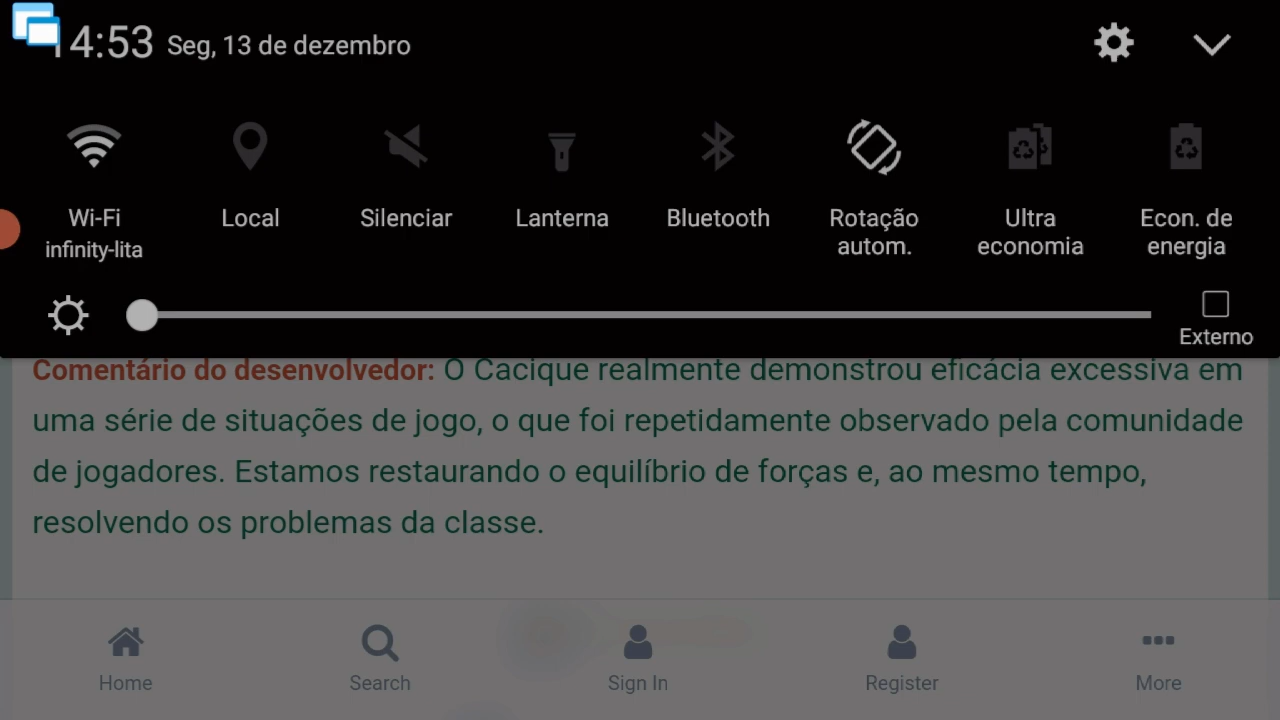 14:53 Seg, 13 de dezembro
Wi-Fi
infinity-lita
Local
Silenciar
Lanterna
Bluetooth
Rotação
autom.
Ultra
economia
Econ. de
energia
Externo
Comentário do desenvolvedor: O Cacique realmente demonstrou eficácia excessiva em
uma série de situações de jogo, o que foi repetidamente observado pela comunidade
de jogadores. Estamos restaurando o equilíbrio de forças e, ao mesmo tempo,
resolvendo os problemas da classe.
Home
Search
Sign In
Register
More